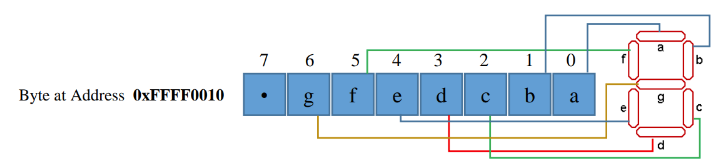 7 6 5 4 3 2 1 0
Byte at Address 0xFFFF0010
• g f e d c b a
a
f b
g
e c
d